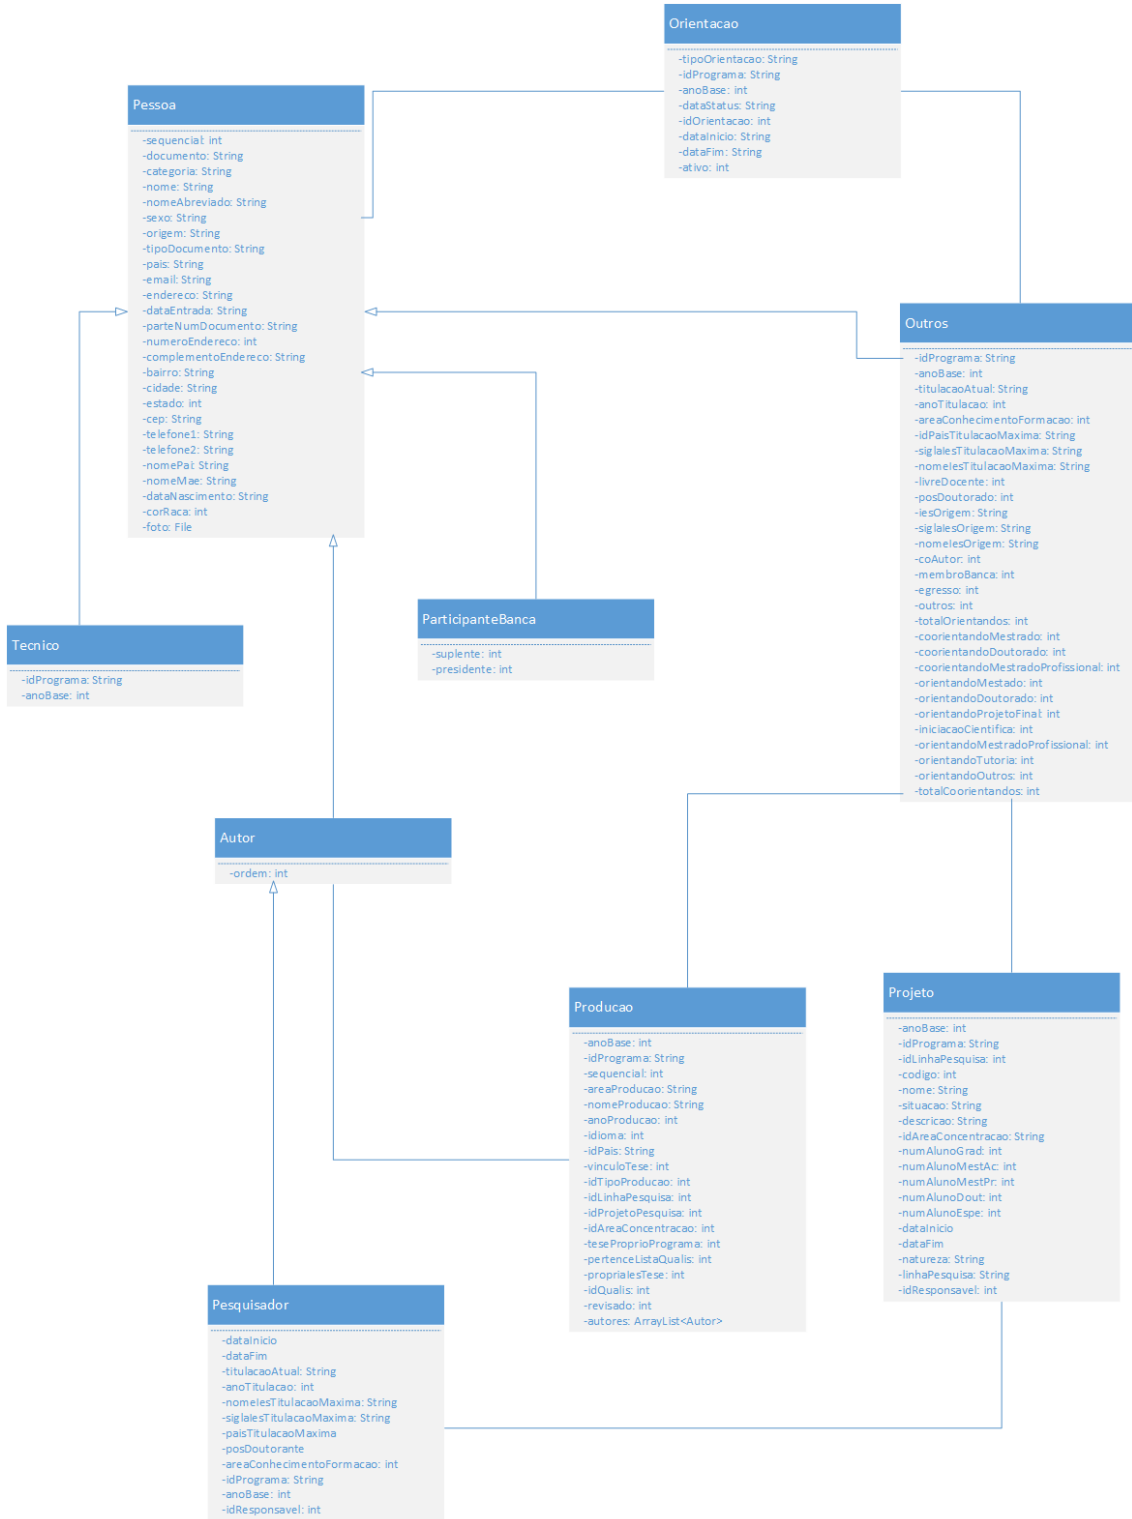 Orientacao
-tipoOrientacao: String
-idPrograma: String
-anoBase: int
-dataStatus: String
-idOrientacao: int
-dataInicio: String
-dataFim: String
-ativo: int
Pessoa
-sequencial: int
-documento: String
-categoria: String
-nome: String
-nomeAbreviado: String
-sexo: String
-origem: String
-tipoDocumento: String
-pais: String
-email: String
-endereco: String
-dataEntrada: String
-parteNumDocumento: String
-numeroEndereco: int
-complementoEndereco: String
-bairro: String
-cidade: String
-estado: int
-cep: String
-telefone1: String
-telefone2: String
-nomePai: String
-nomeMae: String
-dataNascimento: String
-corRaca: int
-foto: File
Outros
-idPrograma: String
-anoBase: int
-titulacaoAtual: String
-anoTitulacao: int
-areaConhecimentoFormacao: int
-idPaisTitulacaoMaxima: String
-siglaIesTitulacaoMaxima: String
-nomeIesTitulacaoMaxima: String
-livreDocente: int
-posDoutorado: int
-iesOrigem: String
-siglaIesOrigem: String
-nomeIesOrigem: String
-coAutor: int
-membroBanca: int
-egresso: int
-outros: int
-totalOrientandos: int
-coorientandoMestrado: int
-coorientandoDoutorado: int
-coorientandoMestradoProfissional: int
-orientandoMestado: int
-orientandoDoutorado: int
-orientandoProjetoFinal: int
-iniciacaoCientifica: int
-orientandoMestradoProfissional: int
-orientandoTutoria: int
-orientandoOutros: int
-totalCoorientandos: int
ParticipanteBanca
-suplente: int
-presidente: int
Tecnico
-idPrograma: String
-anoBase: int
Autor
-ordem: int
Producao
-anoBase: int
-idPrograma: String
-sequencial: int
-areaProducao: String
-nomeProducao: String
-anoProducao: int
-idioma: int
-idPais: String
-vinculoTese: int
-idTipoProducao: int
-idLinhaPesquisa: int
-idProjetoPesquisa: int
-idAreaConcentracao: int
-teseProprioPrograma: int
-pertenceListaQualis: int
-propriaIesTese: int
-idQualis: int
-revisado: int
-autores: ArrayList<Autor>
Projeto
-anoBase: int
-idPrograma: String
-idLinhaPesquisa: int
-codigo: int
-nome: String
-situacao: String
-descricao: String
-idAreaConcentracao: String
-numAlunoGrad: int
-numAlunoMestAc: int
-numAlunoMestPr: int
-numAlunoDout: int
-numAlunoEspe: int
-dataInicio
-dataFim
-natureza: String
-linhaPesquisa: String
-idResponsavel: int
Pesquisador
-dataInicio
-dataFim
-titulacaoAtual: String
-anoTitulacao: int
-nomeIesTitulacaoMaxima: String
-siglaIesTitulacaoMaxima: String
-paisTitulacaoMaxima
-posDoutorante
-areaConhecimentoFormacao: int
-idPrograma: String
-anoBase: int
-idResponsavel: int